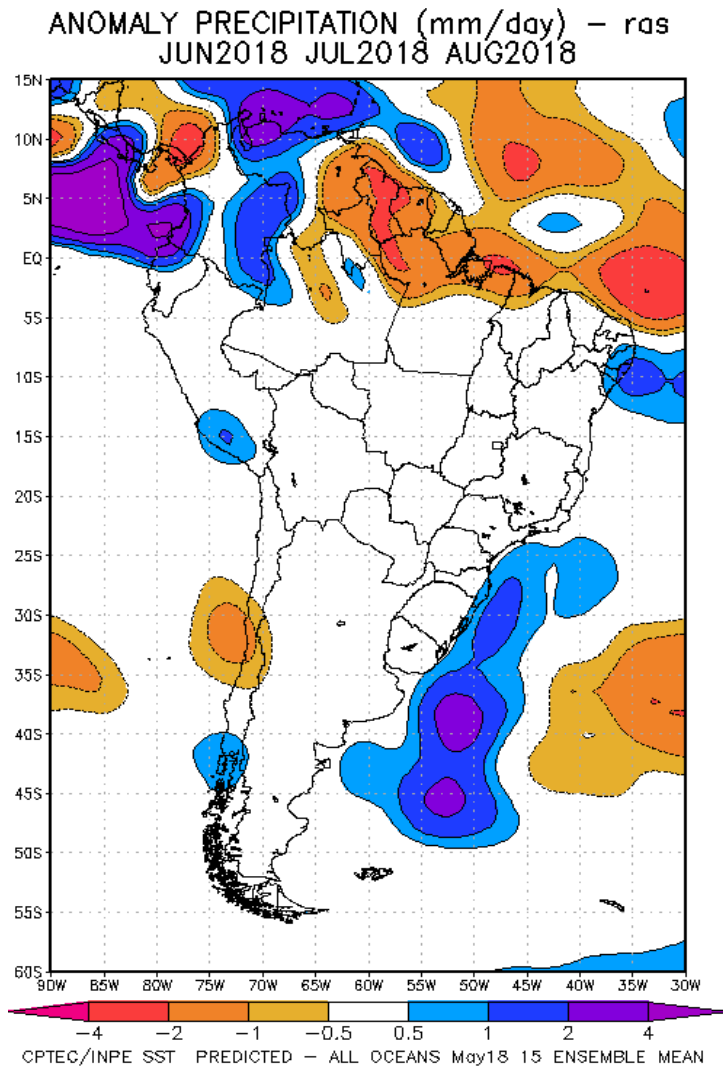 ANOMALY PRECIPITATION (mm/day) – ras
JUN2018 JUL2018 AUG2018
15N
10N
5N
EQ
5S
10S
15S
20S
25S
30S
35S
40S
45S
50S
55S
60S
90W 85W 80W 75W 70W 65W 60W 55W 50W 45W 40W 35W 30W
−4 −2 −1 −0.5 0.5 1 2 4
CPTEC/INPE SST PREDICTED – ALL OCEANS May18 15 ENSEMBLE MEAN